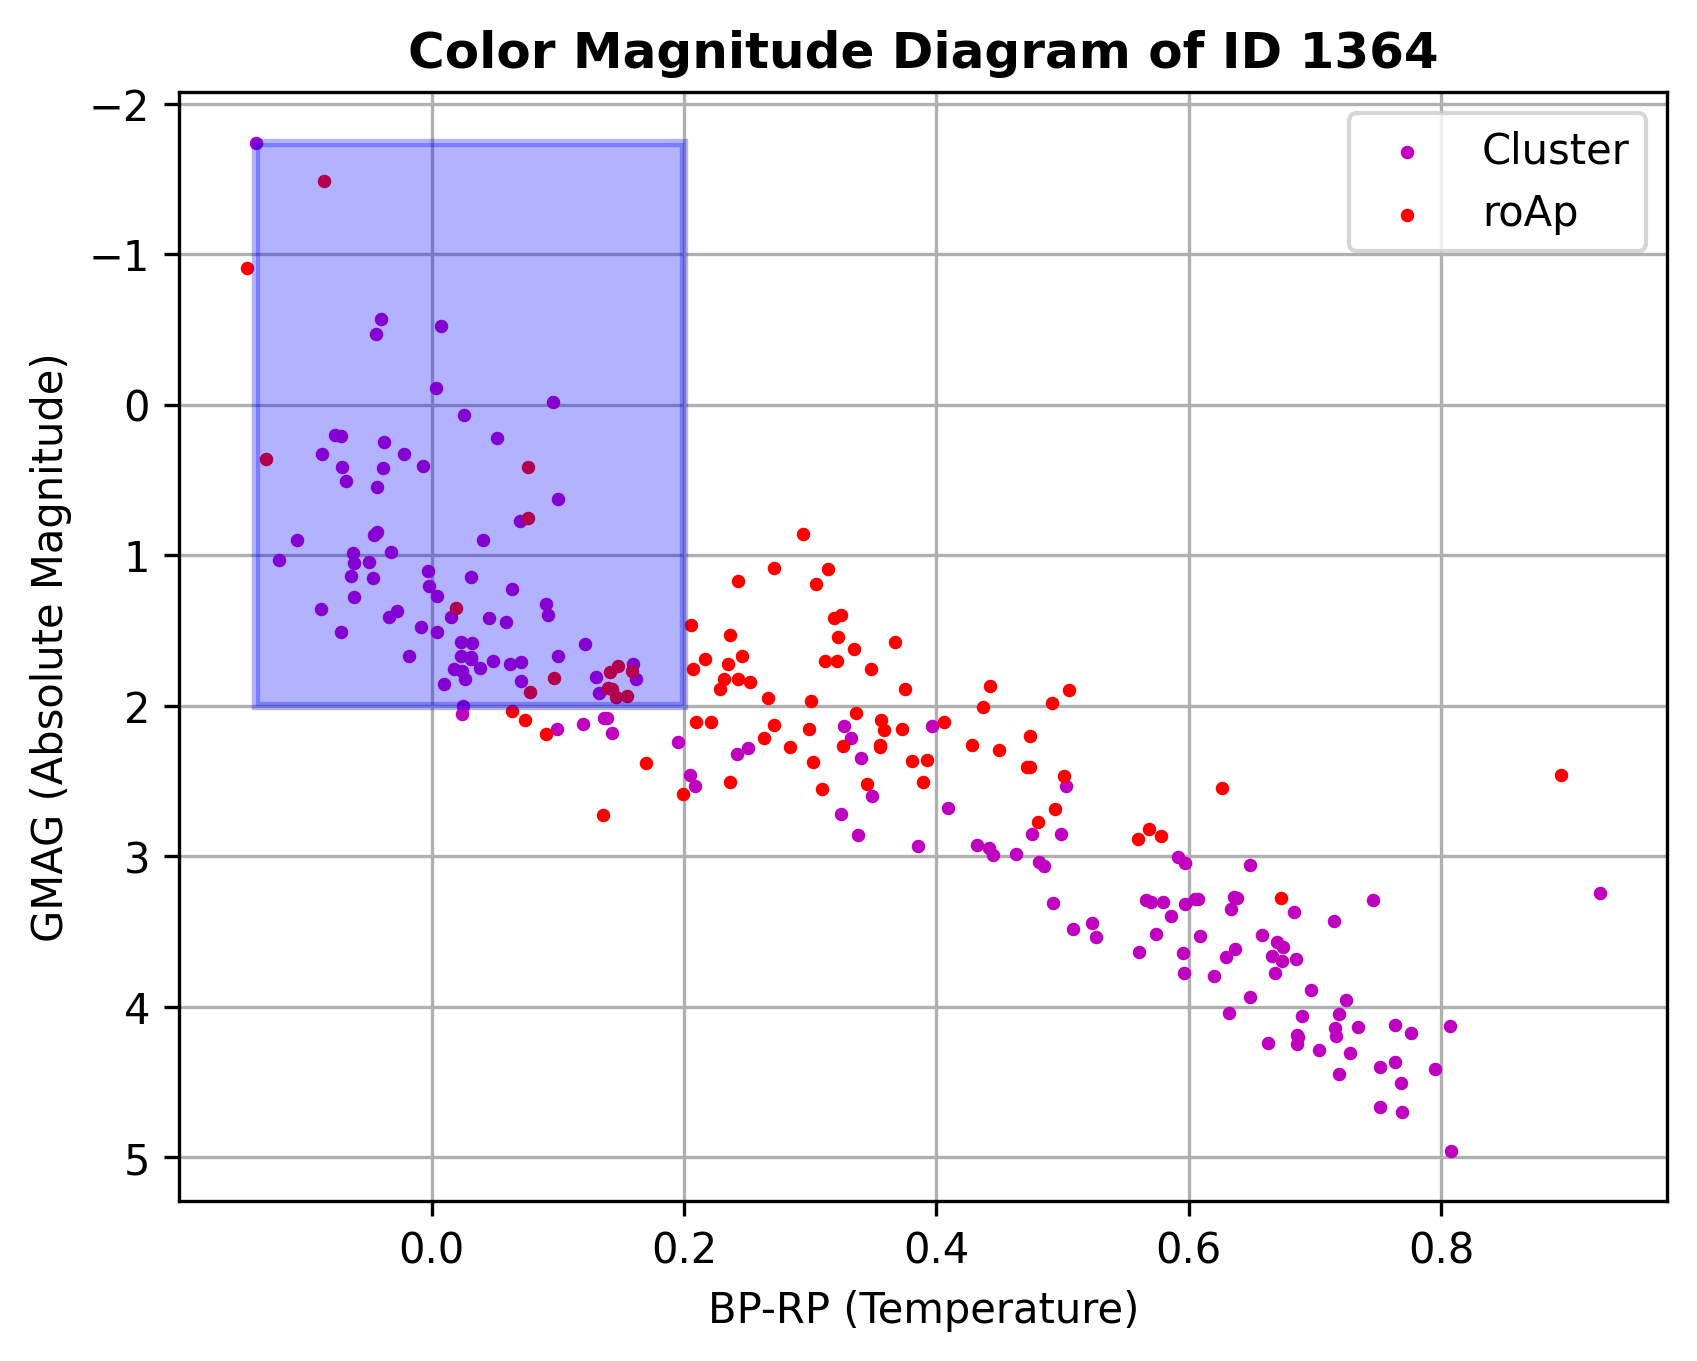 Color Magnitude Diagram of ID 1364
Cluster
roAp
GMAG (Absolute Magnitude)
−2
−1
0
1
2
3
4
5
0.0 0.2 0.4 0.6 0.8
BP-RP (Temperature)